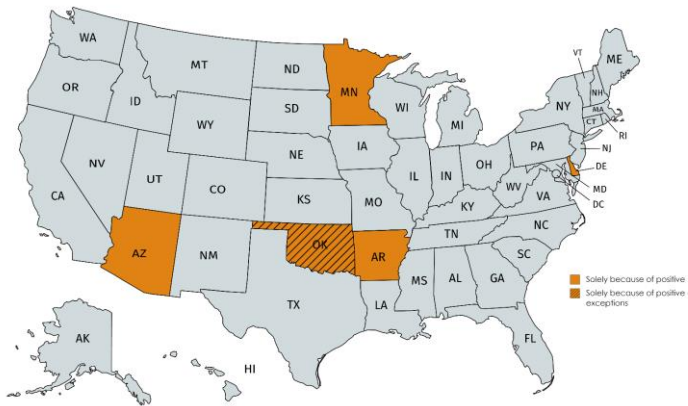 WA
MT
ND
MN
VT
ME
OR
ID
SD
WI
MI
NY
NH
MA
CT
RI
WY
NV
UT
CO
NE
IA
IL
IN
OH
PA
NJ
DE
MD
DC
CA
KS
MO
KY
WV
VA
AZ
NM
OK
AR
TN
NC
SC
TX
LA
MS
AL
GA
FL
AK
HI
Solely because of positive
Solely because of positive
exceptions